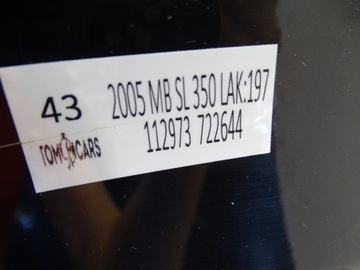 43 2005 MB SL 350 LAK:197
TOM CARS 112973 722644